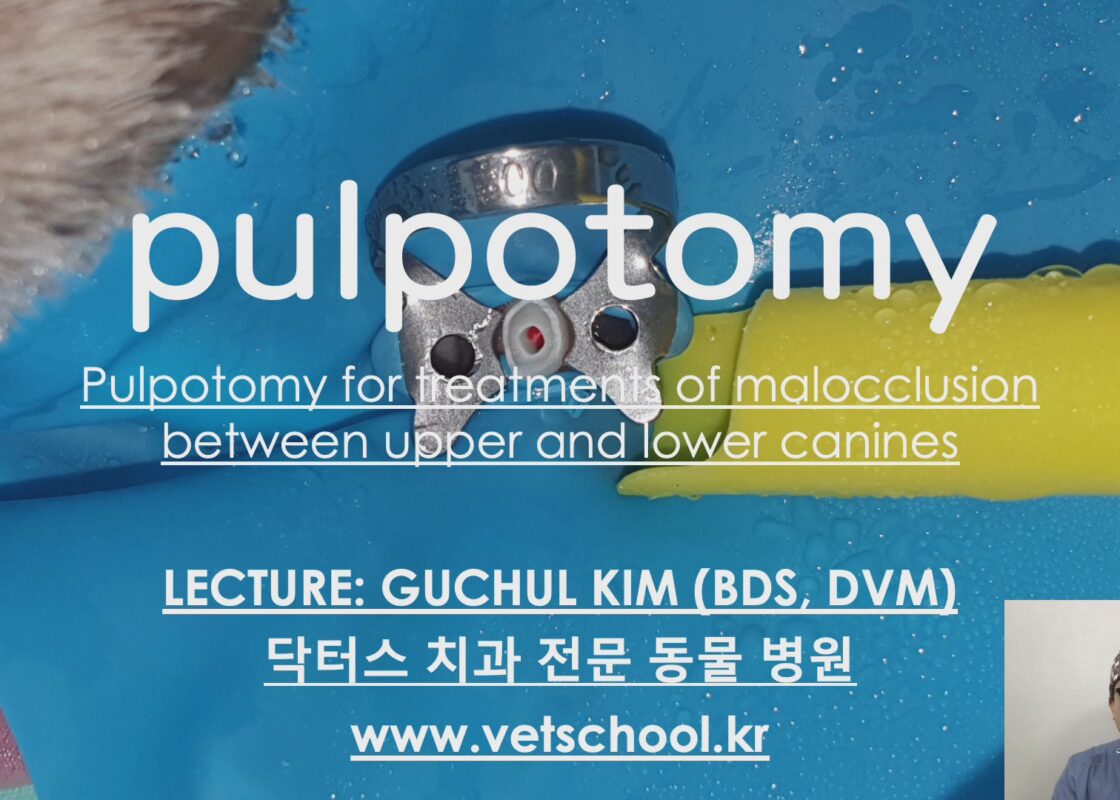 00
pulpotomy
Pulpotomy for treatments of malocclusion
between upper and lower canines
LECTURE: GUCHUL KIM (BDS, DVM)
닥터스 치과 전문 동물 병원
www.vetschool.kr